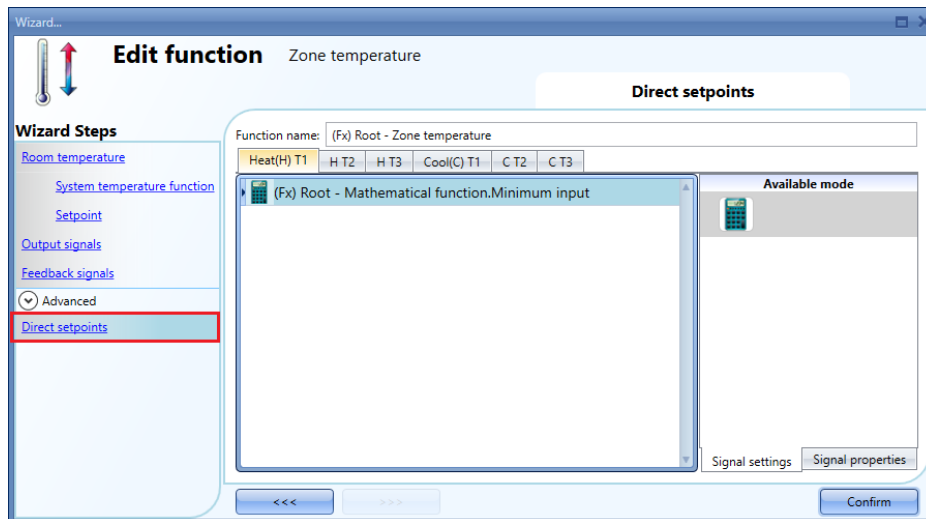 Wizard...
Edit function Zone temperature
Direct setpoints
Wizard Steps
Room temperature
System temperature function
Setpoint
Output signals
Feedback signals
Advanced
Direct setpoints
Function name: (Fx) Root - Zone temperature
Heat(H) T1 H T2 H T3 Cool(C) T1 C T2 C T3
(Fx) Root - Mathematical function.Minimum input
Available mode
Signal settings Signal properties
<<< >>> Confirm